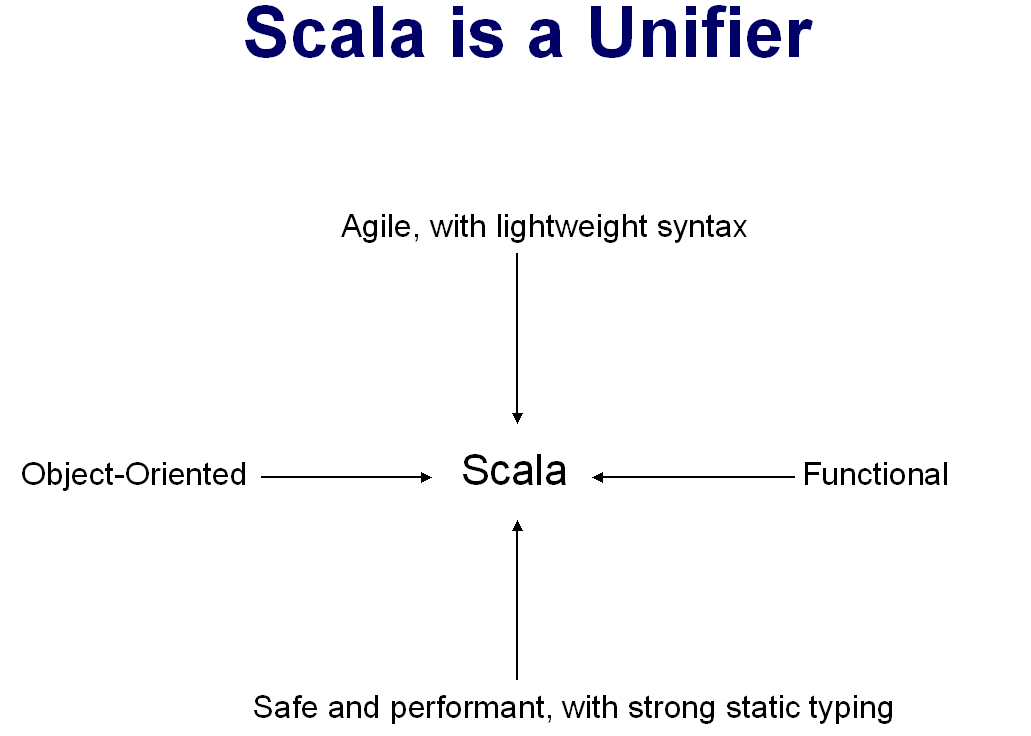 Scala is a Unifier
Agile, with lightweight syntax
Object-Oriented
Scala
Functional
Safe and performant, with strong static typing